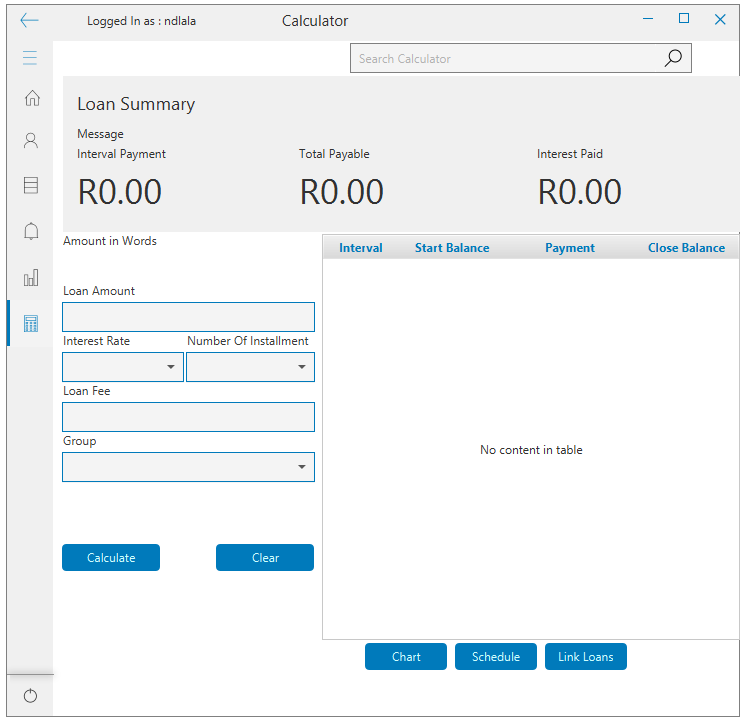 Logged In as : ndlala
Calculator
Search Calculator
Loan Summary
Message
Interval Payment Total Payable Interest Paid
R0.00 R0.00 R0.00
Amount in Words
Interval Start Balance Payment Close Balance
Loan Amount
Interest Rate Number Of Installment
Loan Fee
Group
No content in table
Calculate Clear
Chart Schedule Link Loans